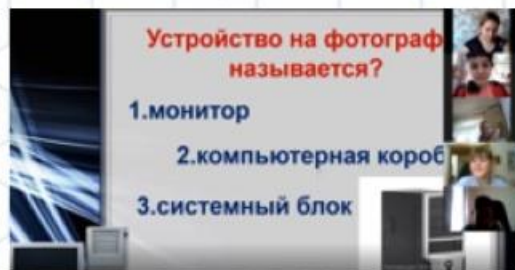 Устройство на фотограф
называется?
1.монитор
2.компьютерная короб
3.системный блок